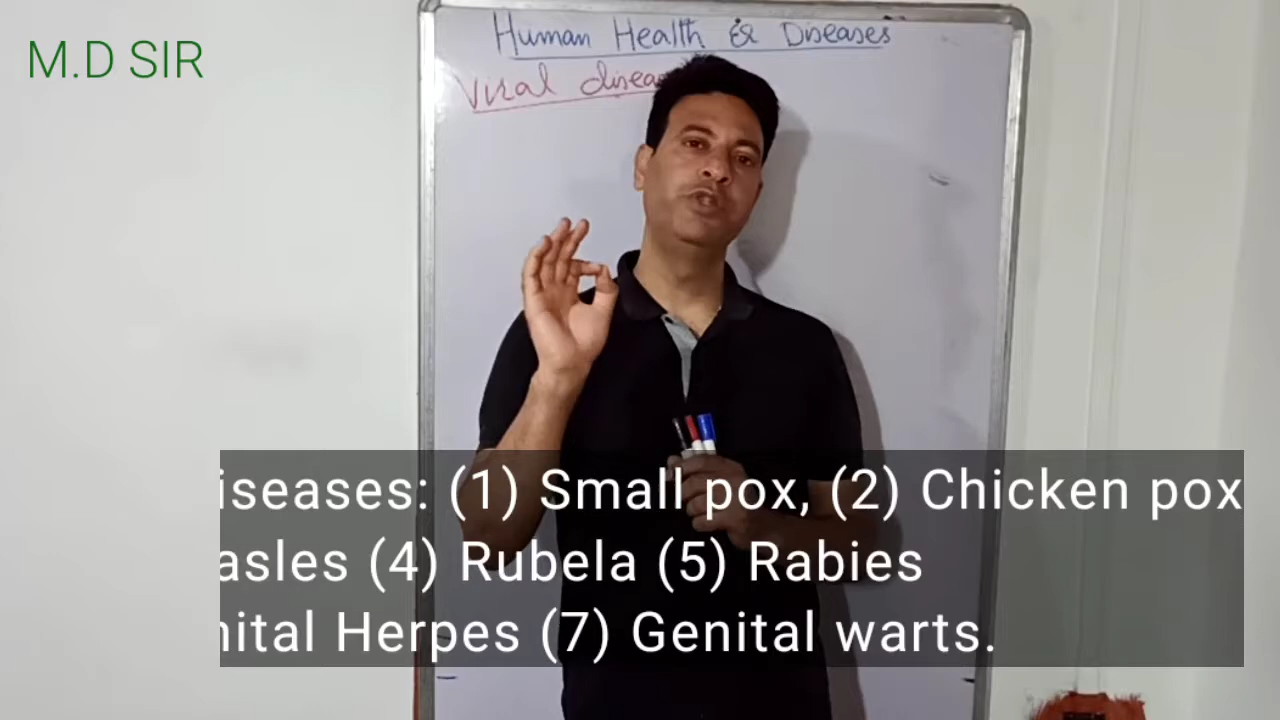 M.D SIR
Human Health & Diseases
Viral disea
iseases: (1) Small pox, (2) Chicken pox
asles (4) Rubela (5) Rabies
nital Herpes (7) Genital warts.